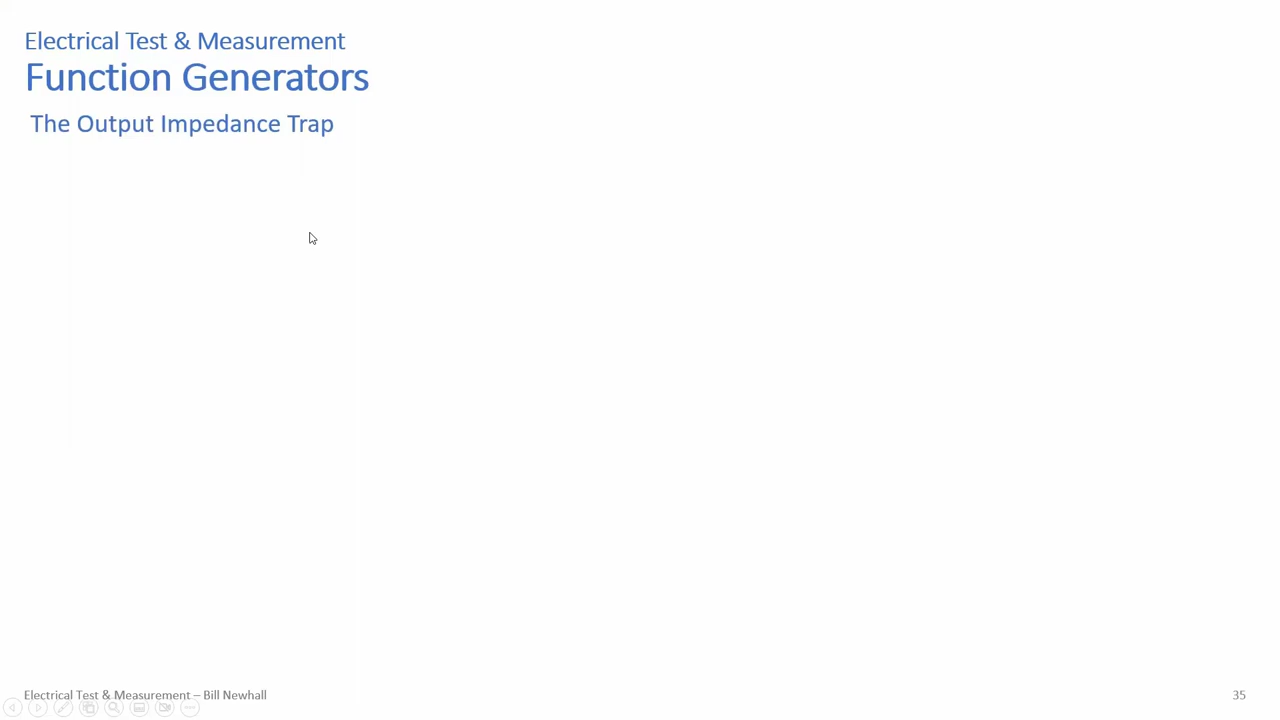 Electrical Test & Measurement
Function Generators
The Output Impedance Trap
Electrical Test & Measurement – Bill Newhall
35